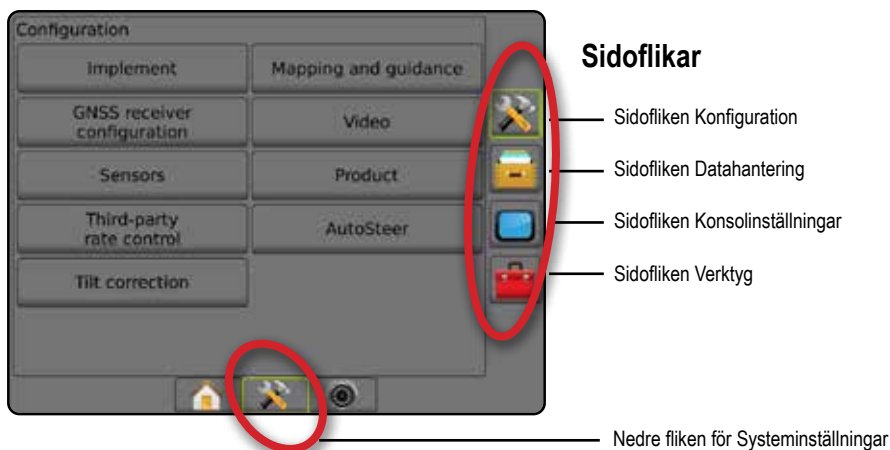 Configuration
Implement
Mapping and guidance
GNSS receiver
configuration
Video
Sensors
Product
Third-party
rate control
AutoSteer
Tilt correction
Sidoflikar
Sidofliken Konfiguration
Sidofliken Datahantering
Sidofliken Konsolinställningar
Sidofliken Verktyg
Nedre fliken för Systeminställningar